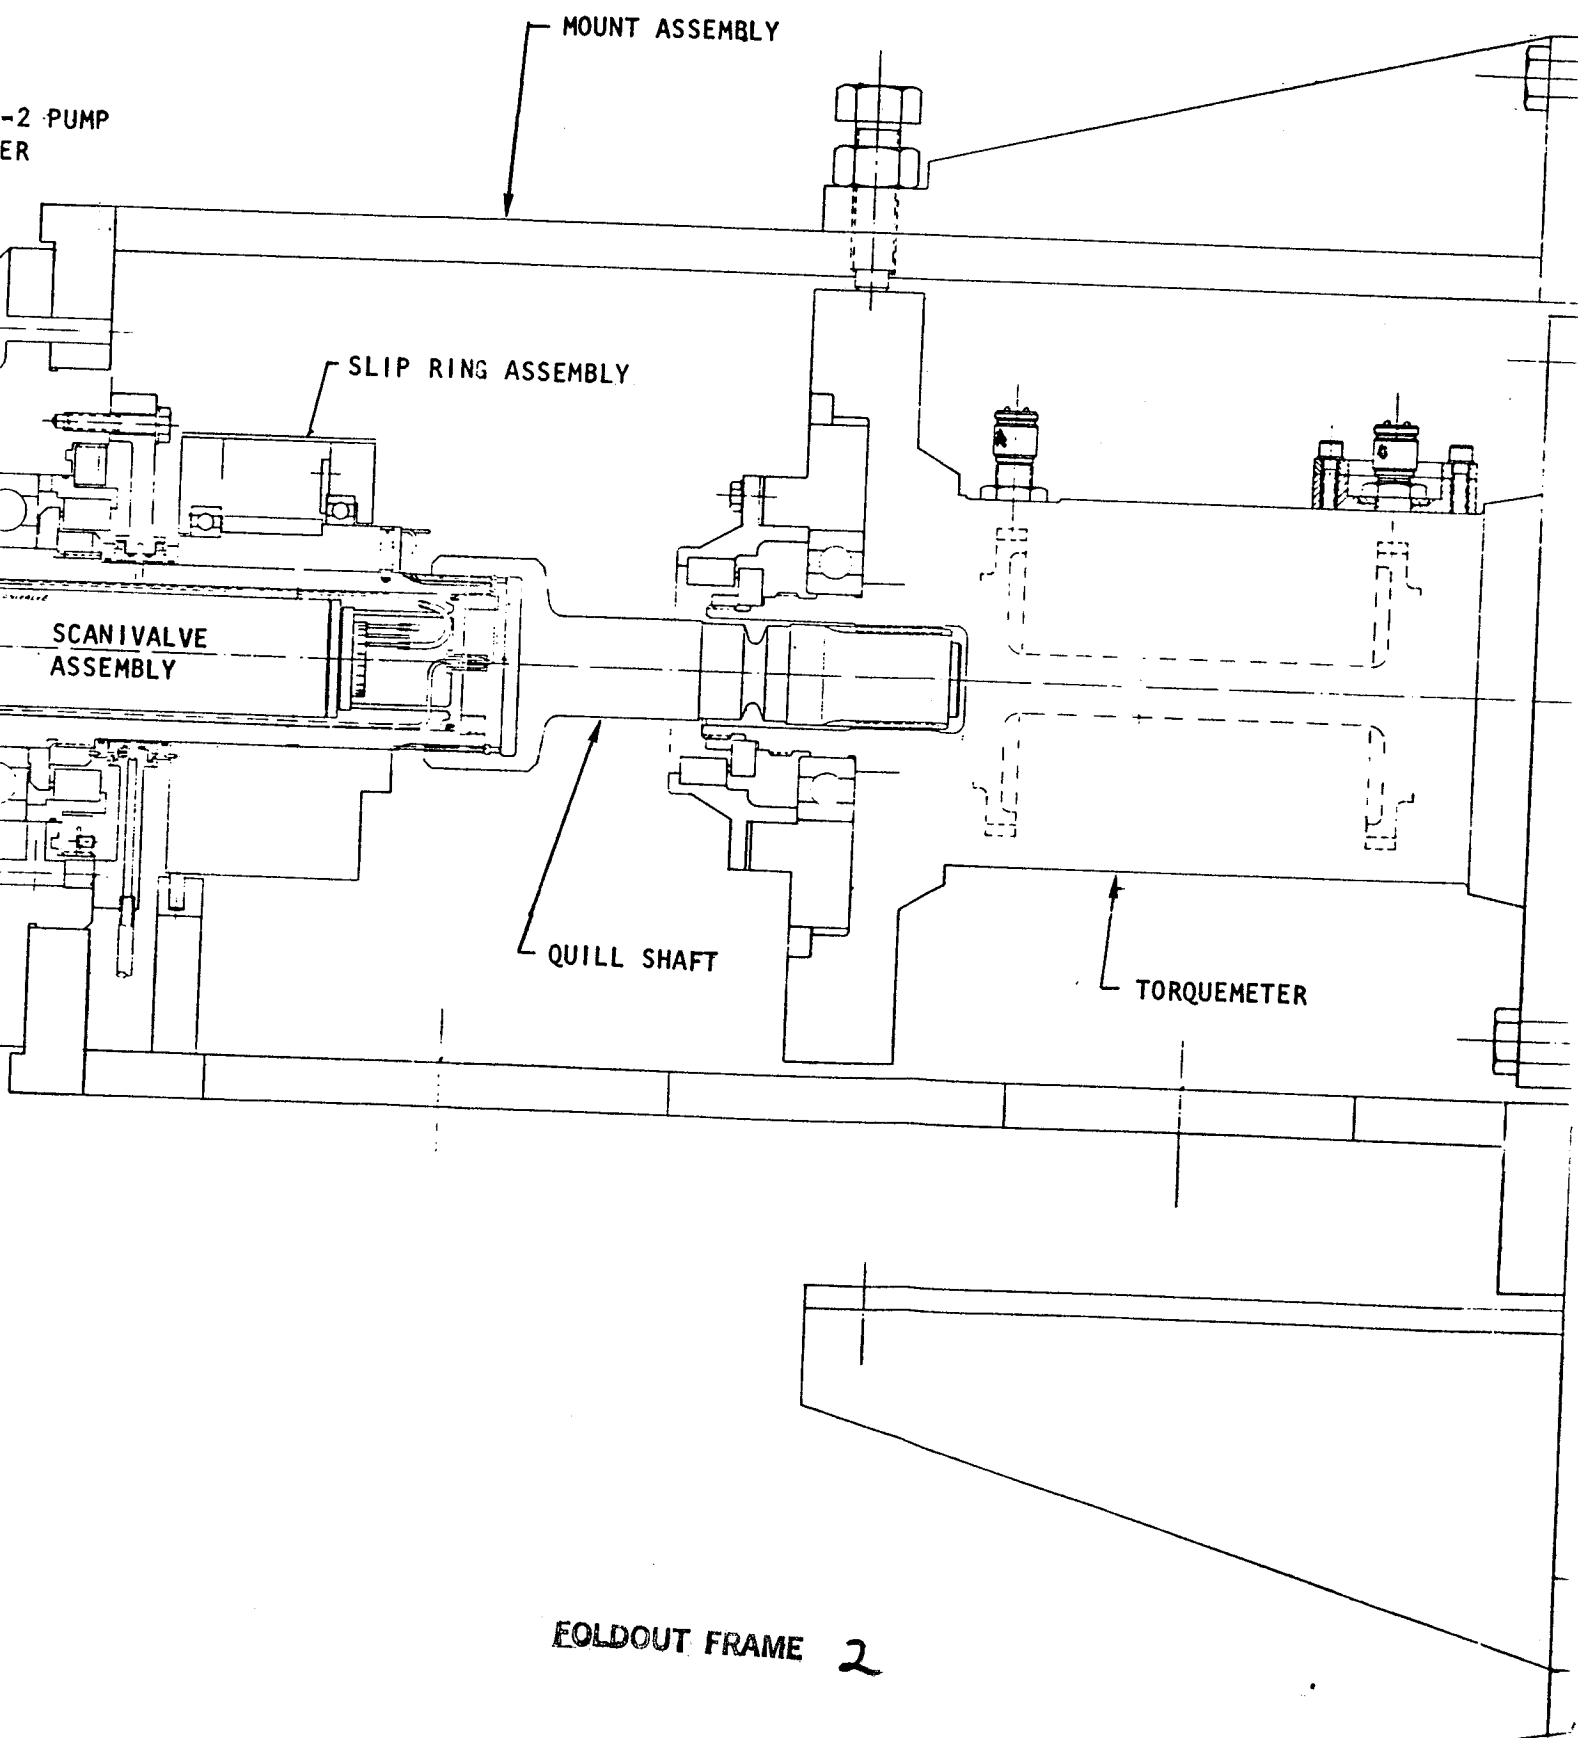 MOUNT ASSEMBLY
-2 PUMP
ER
SLIP RING ASSEMBLY
SCANIVALVE
ASSEMBLY
QUILL SHAFT
TORQUEMETER
FOLDOUT FRAME 2